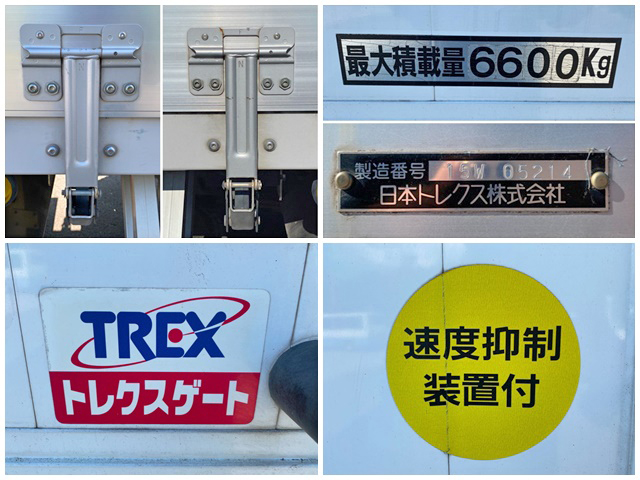 N
N
最大積載量6600Kg
製造番号 15W 05214
日本トレクス株式会社
TREX
トレクスゲート
速度抑制
装置付